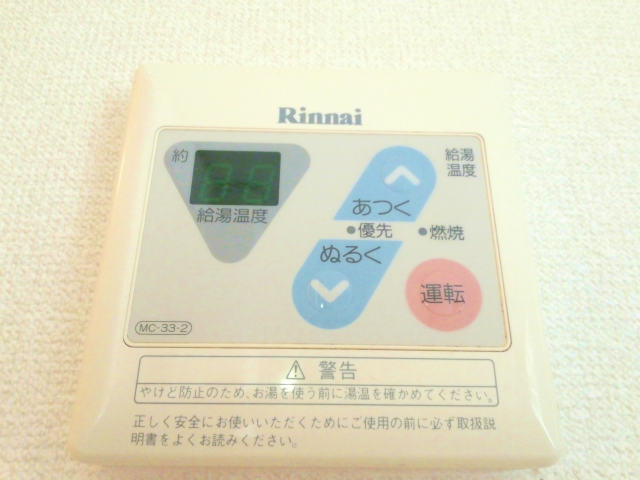 Rinnai
約
給湯温度
給湯
温度
あつく
優先
燃焼
ぬるく
運転
MC-33-2
警告
やけど防止のため、お湯を使う前に湯温を確かめてください。
正しく安全にお使いいただくためにご使用の前に必ず取扱説
明書をよくお読みください。